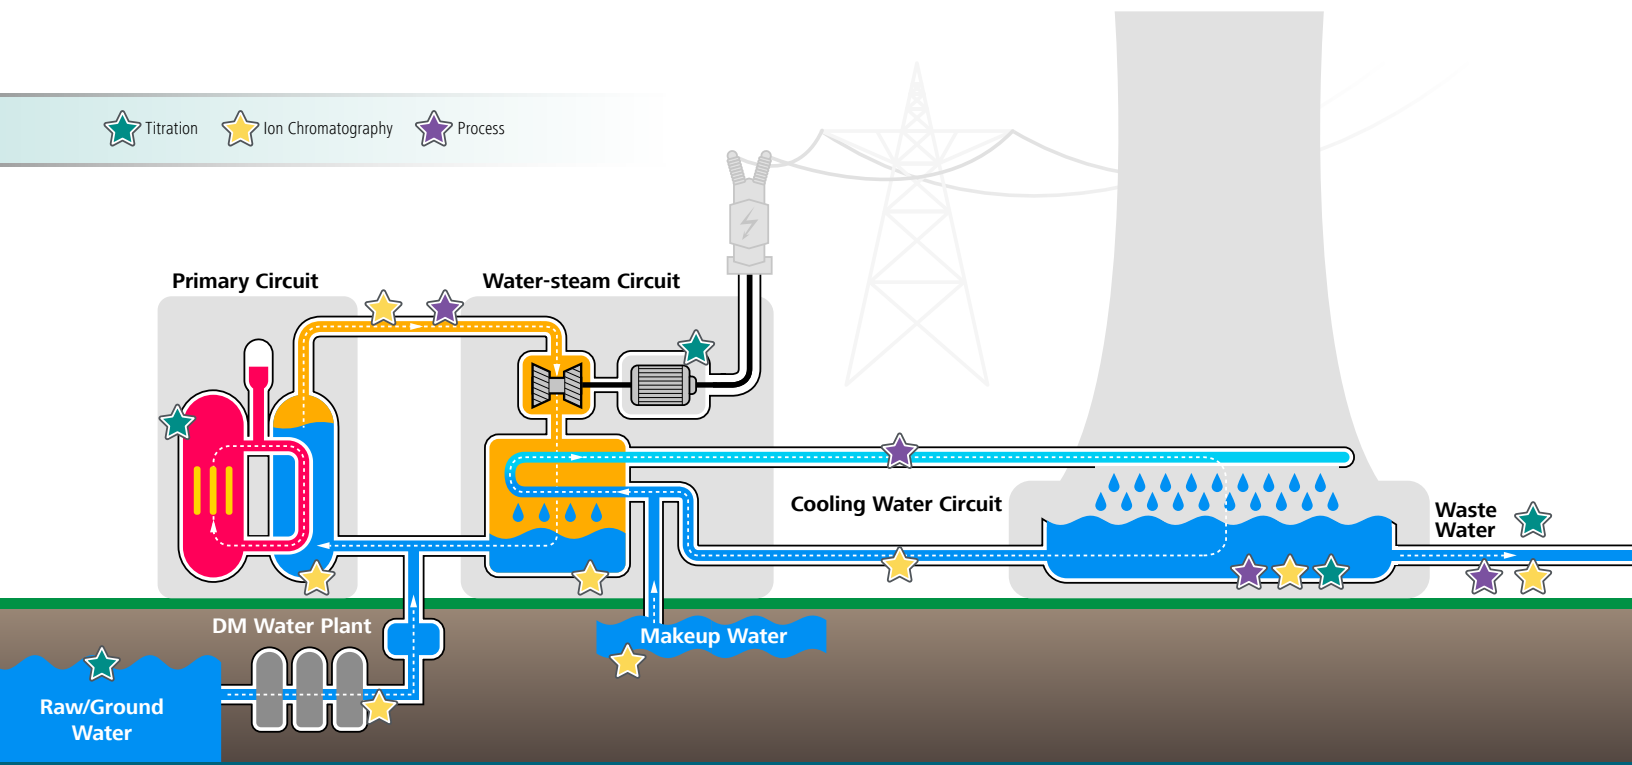 Titration
Ion Chromatography
Process
Primary Circuit
Water-steam Circuit
Cooling Water Circuit
Waste
Water
DM Water Plant
Makeup Water
Raw/Ground
Water